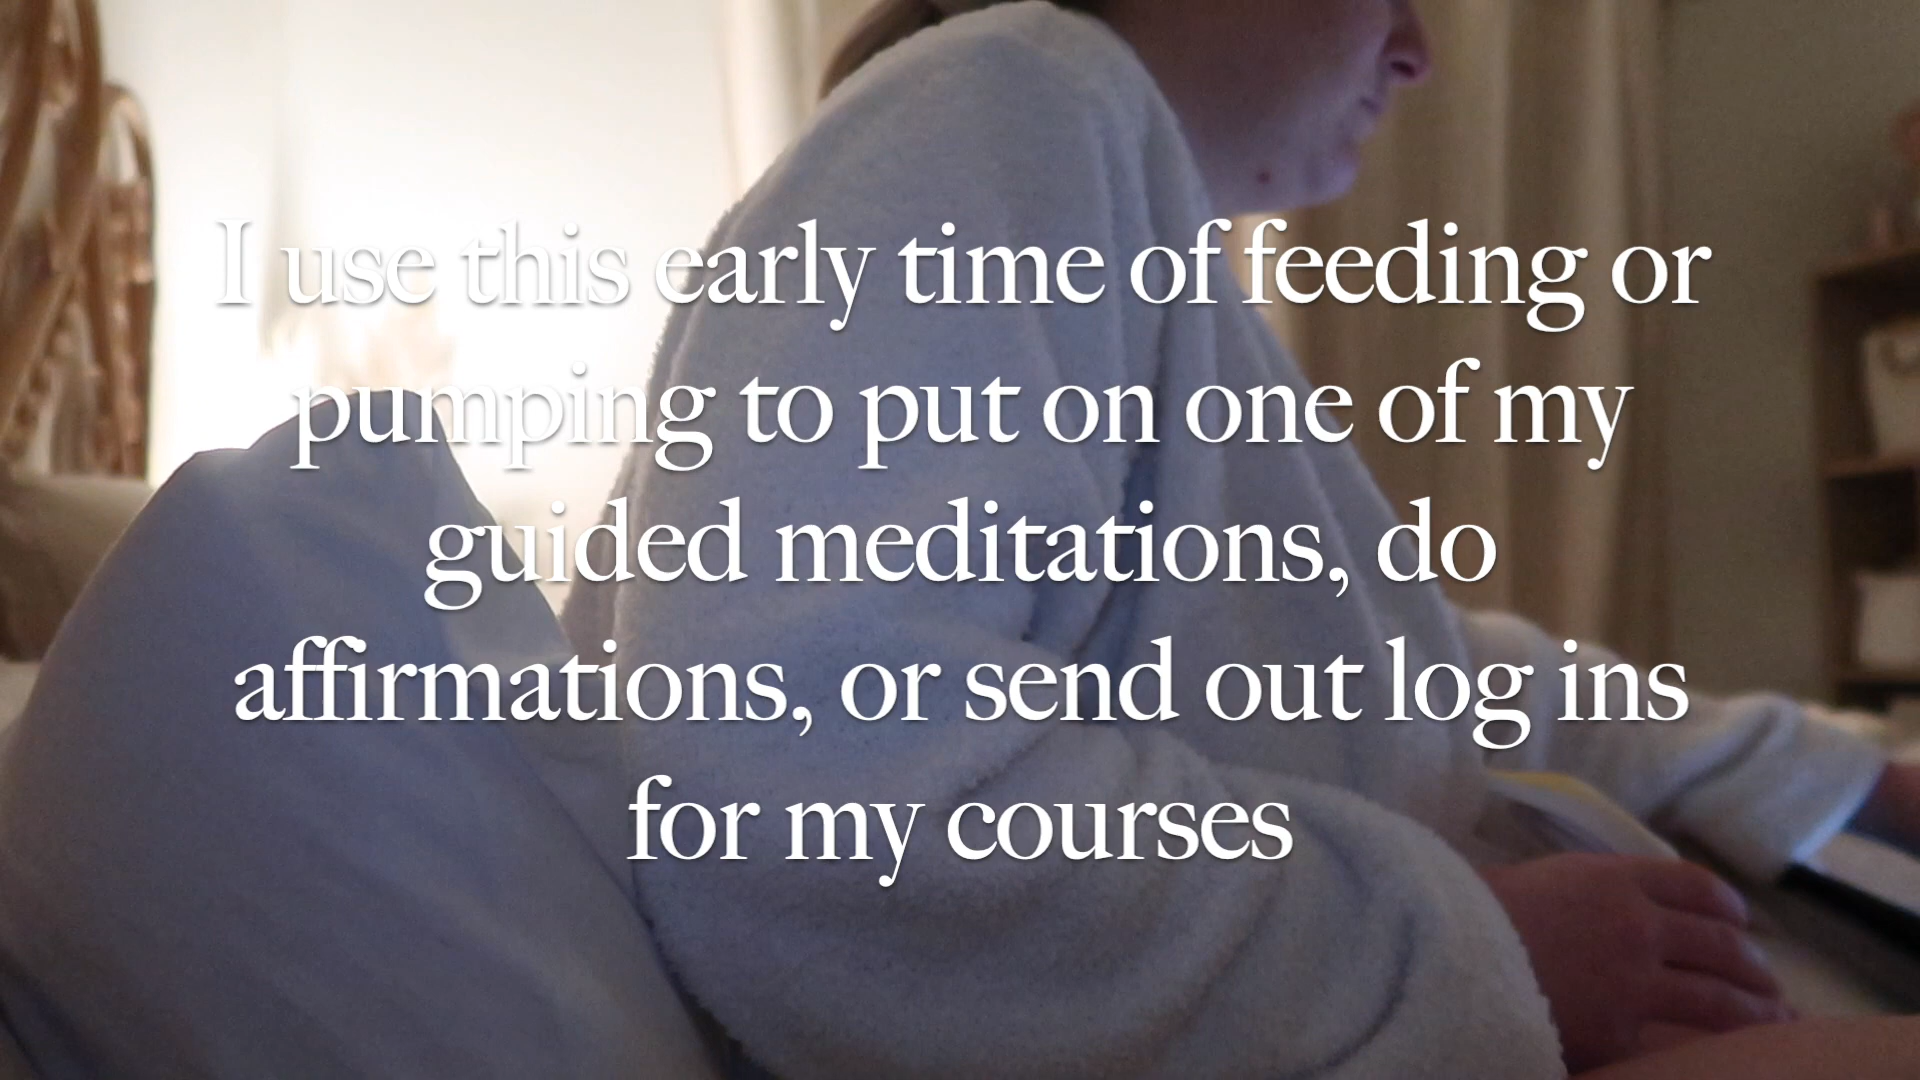 I use this early time of feeding or
pumping to put on one of my
guided meditations, do
affirmations, or send out log ins
for my courses